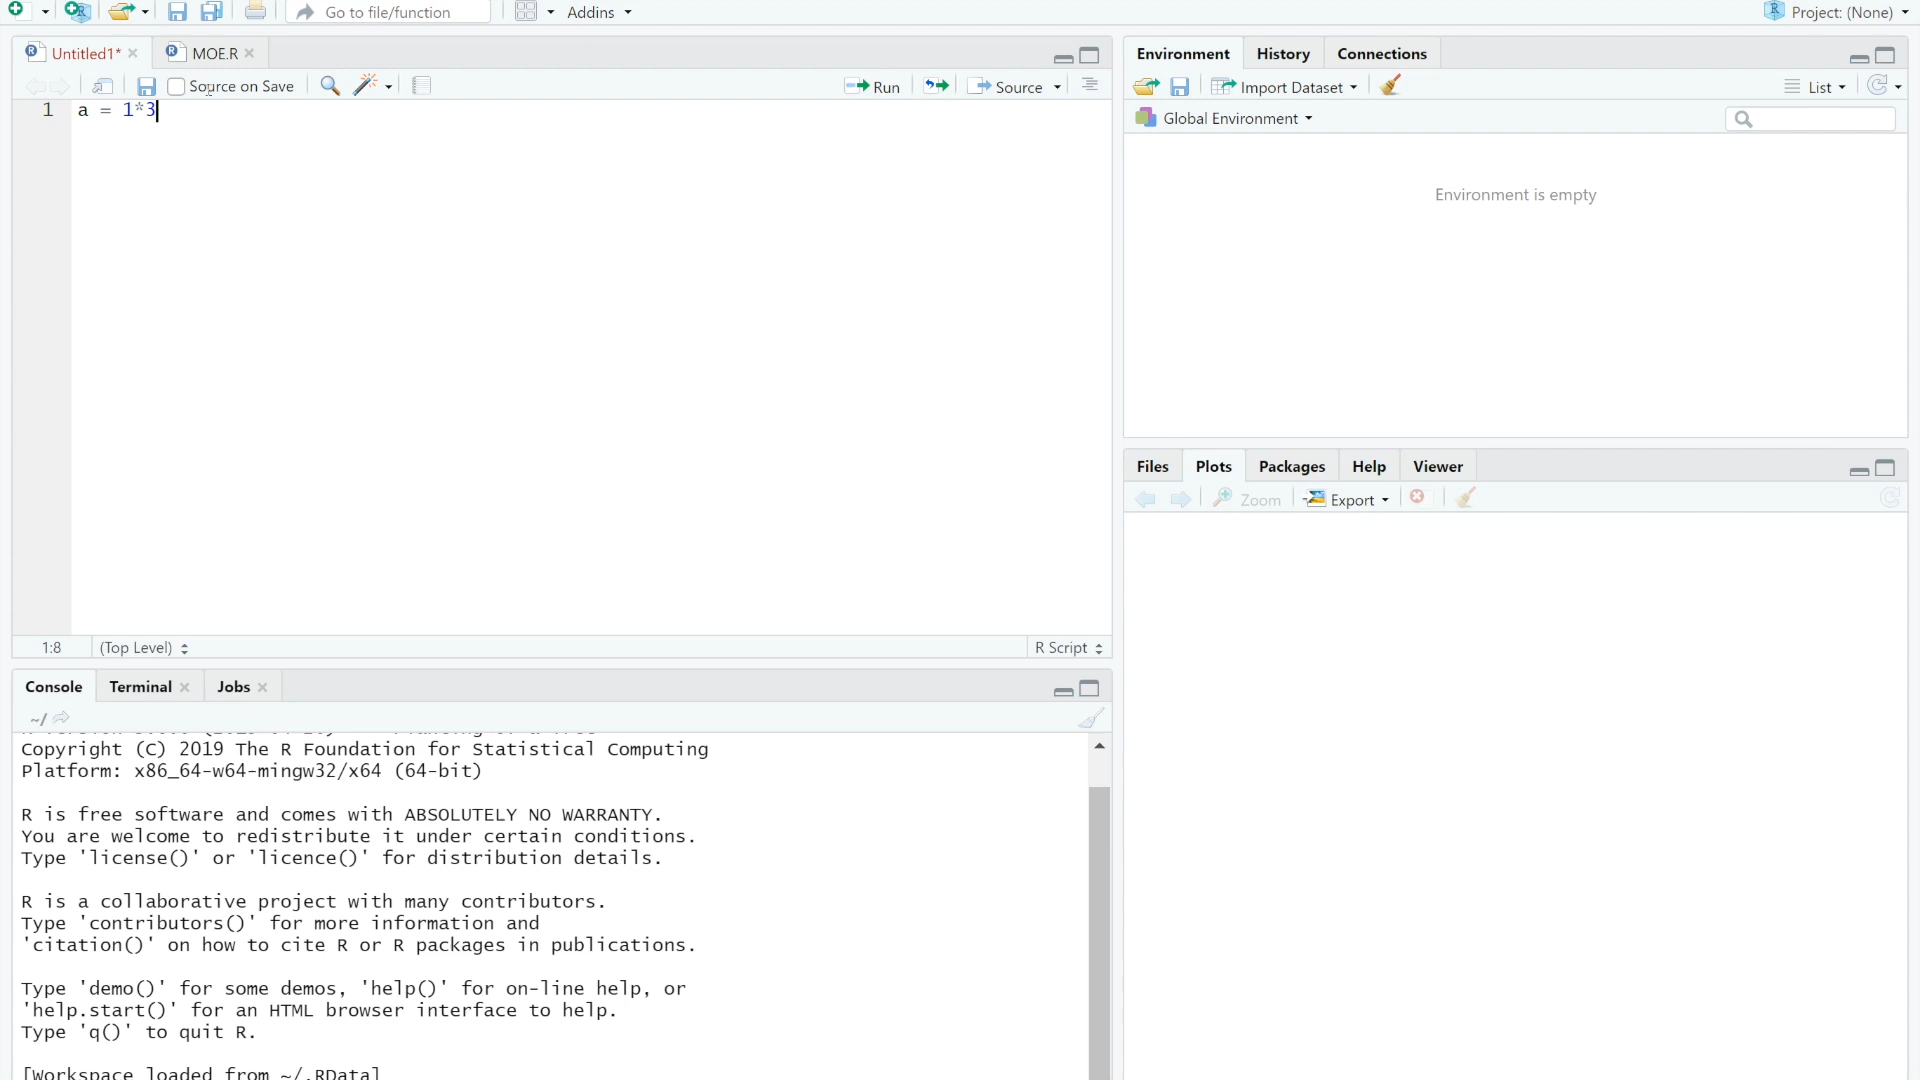 Go to file/function
Addins
Project: (None)
Untitled1*
MOE.R
Source on Save
Run
Source
1 a = 1*3
1:8
(Top Level)
R Script
Console
Terminal
Jobs
~/
Copyright (C) 2019 The R Foundation for Statistical Computing
Platform: x86_64-w64-mingw32/x64 (64-bit)
R is free software and comes with ABSOLUTELY NO WARRANTY.
You are welcome to redistribute it under certain conditions.
Type 'license()' or 'licence()' for distribution details.
R is a collaborative project with many contributors.
Type 'contributors()' for more information and
'citation()' on how to cite R or R packages in publications.
Type 'demo()' for some demos, 'help()' for on-line help, or
'help.start()' for an HTML browser interface to help.
Type 'q()' to quit R.
[Workspace loaded from ~/.RData]
Environment
History
Connections
Import Dataset
List
Global Environment
Environment is empty
Files
Plots
Packages
Help
Viewer
Zoom
Export